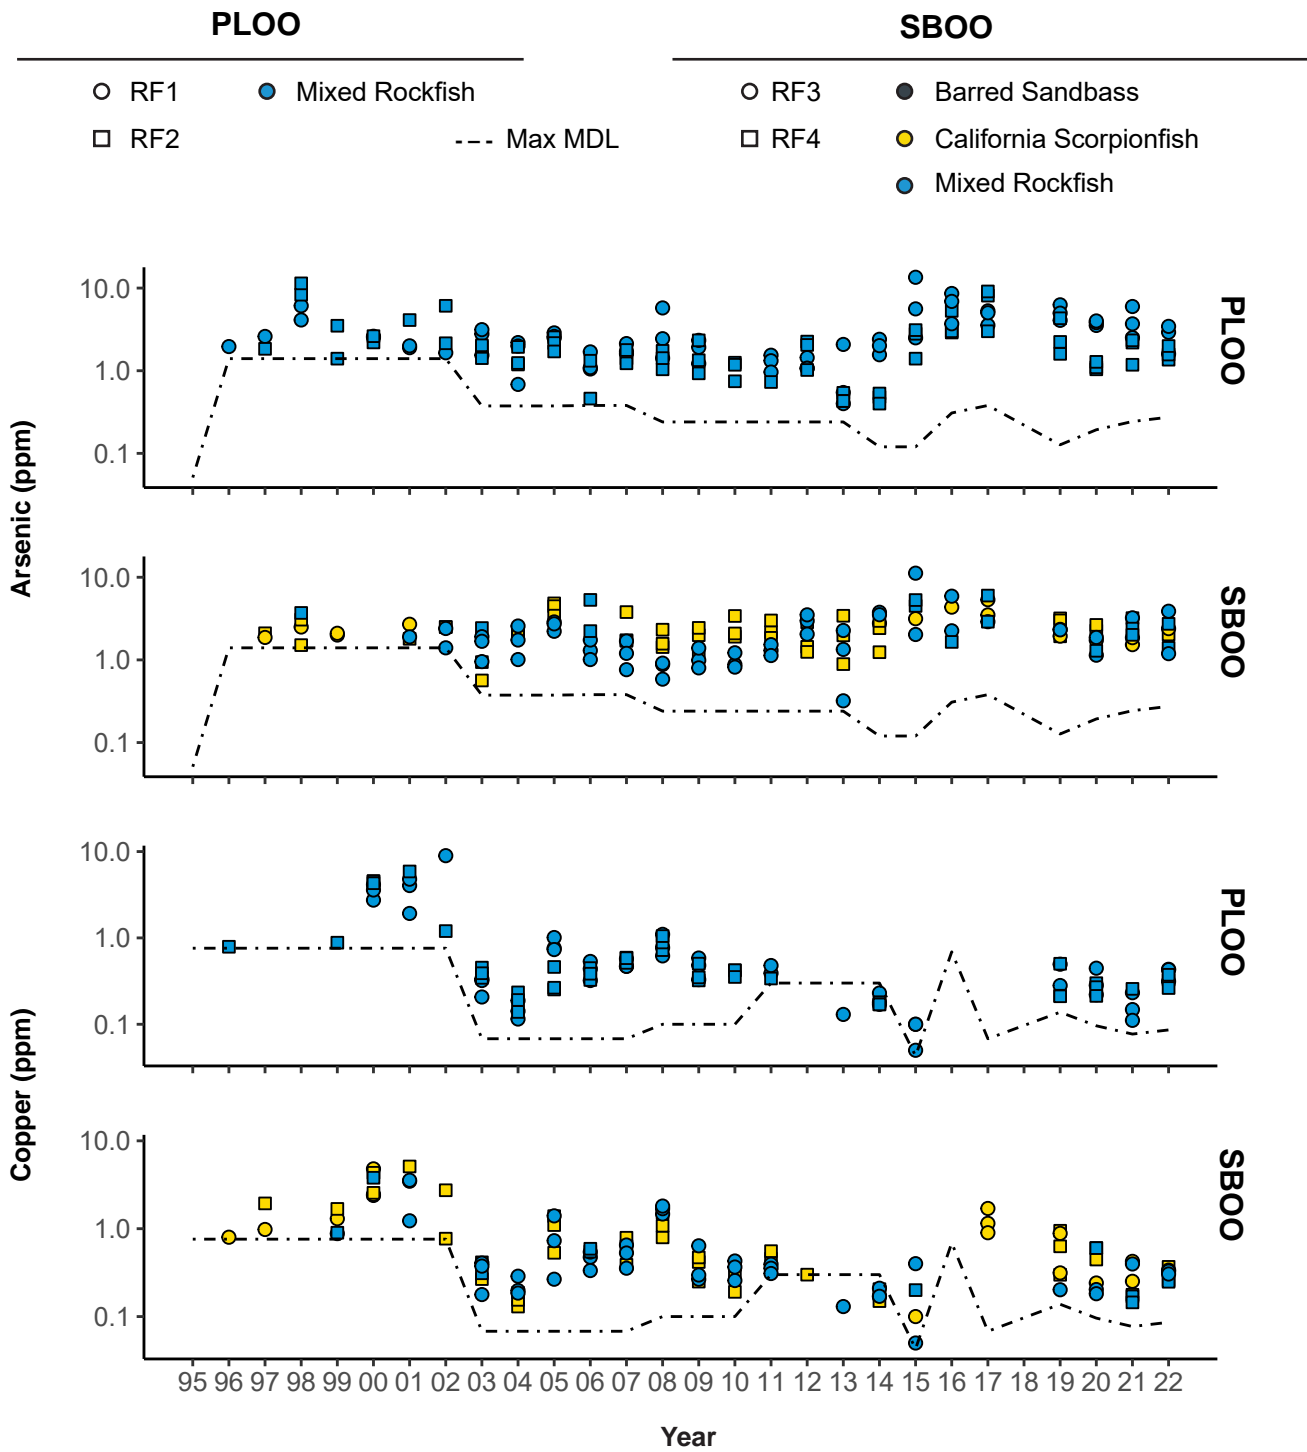 PLOO
SBOO
RF1 Mixed Rockfish
RF3 Barred Sandbass
RF2 Max MDL
RF4 California Scorpionfish
Mixed Rockfish
Arsenic (ppm)
10.0
1.0
0.1
PLOO
10.0
1.0
0.1
SBOO
Copper (ppm)
10.0
1.0
0.1
PLOO
10.0
1.0
0.1
SBOO
95 96 97 98 99 00 01 02 03 04 05 06 07 08 09 10 11 12 13 14 15 16 17 18 19 20 21 22
Year